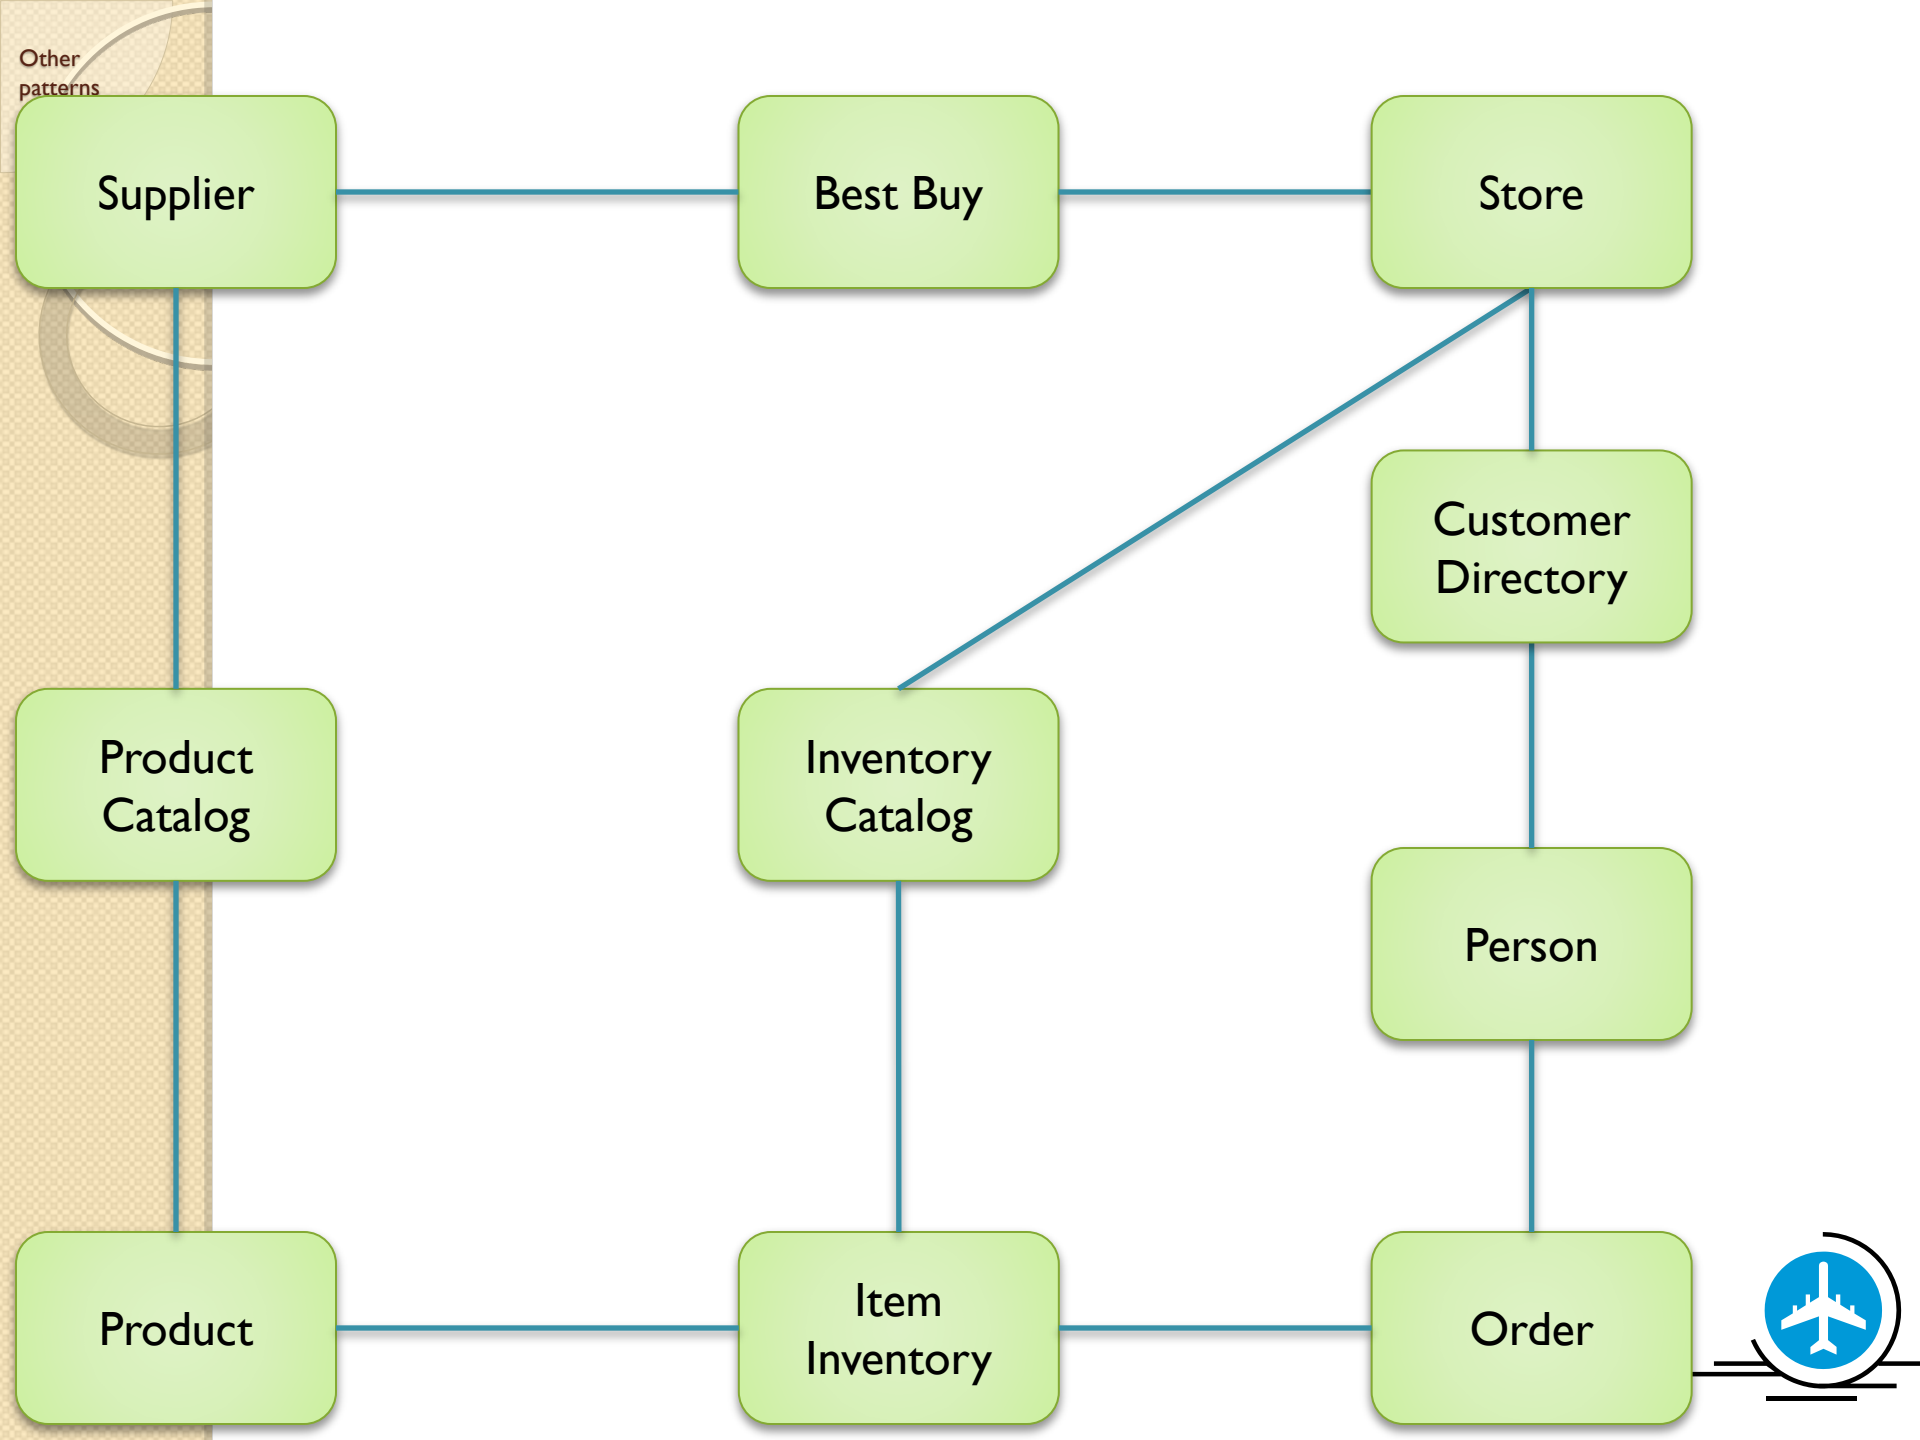 Other
patterns
Supplier
Best Buy
Store
Customer
Directory
Product
Catalog
Inventory
Catalog
Person
Product
Item
Inventory
Order